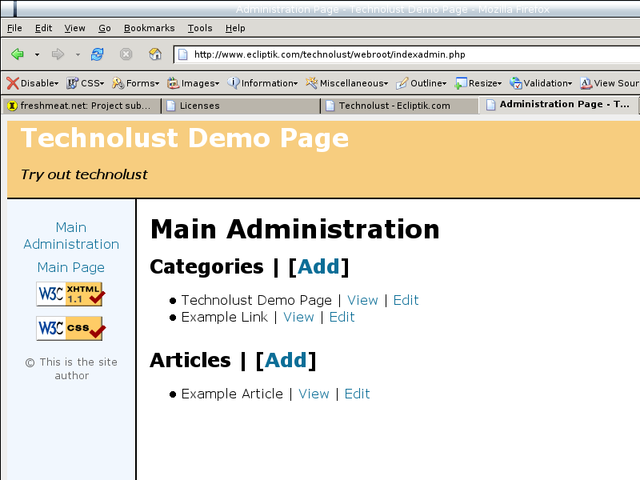 Administration Page - Technolust Demo Page - Mozilla Firefox
File Edit View Go Bookmarks Tools Help
http://www.ecliptik.com/technolust/webroot/indexadmin.php
Disable CSS Forms Images Information Miscellaneous Outline Resize Validation View Sour
freshmeat.net: Project sub... Licenses Technolust - Ecliptik.com Administration Page - T...
Technolust Demo Page
Try out technolust
Main
Administration
Main Page
W3C XHTML 1.1
W3C CSS
© This is the site
author
Main Administration
Categories | [Add]
• Technolust Demo Page | View | Edit
• Example Link | View | Edit
Articles | [Add]
• Example Article | View | Edit